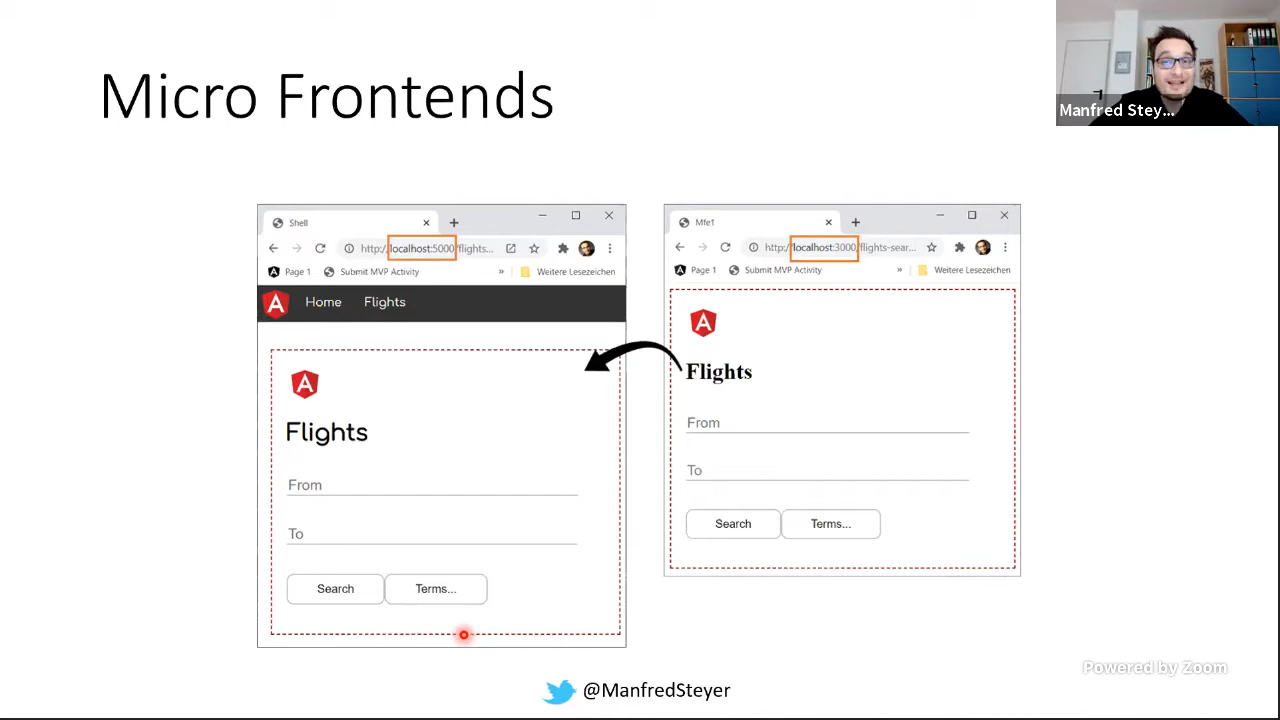 Micro Frontends
Manfred Stey...
Shell
http://localhost:5000/flights...
Page 1 Submit MVP Activity » Weitere Lesezeichen
Home Flights
Flights
From
To
Search Terms...
Mfe1
http://localhost:3000/flights-sear...
Page 1 Submit MVP Activity » Weitere Lesezeichen
Flights
From
To
Search Terms...
@ManfredSteyer
Powered by Zoom